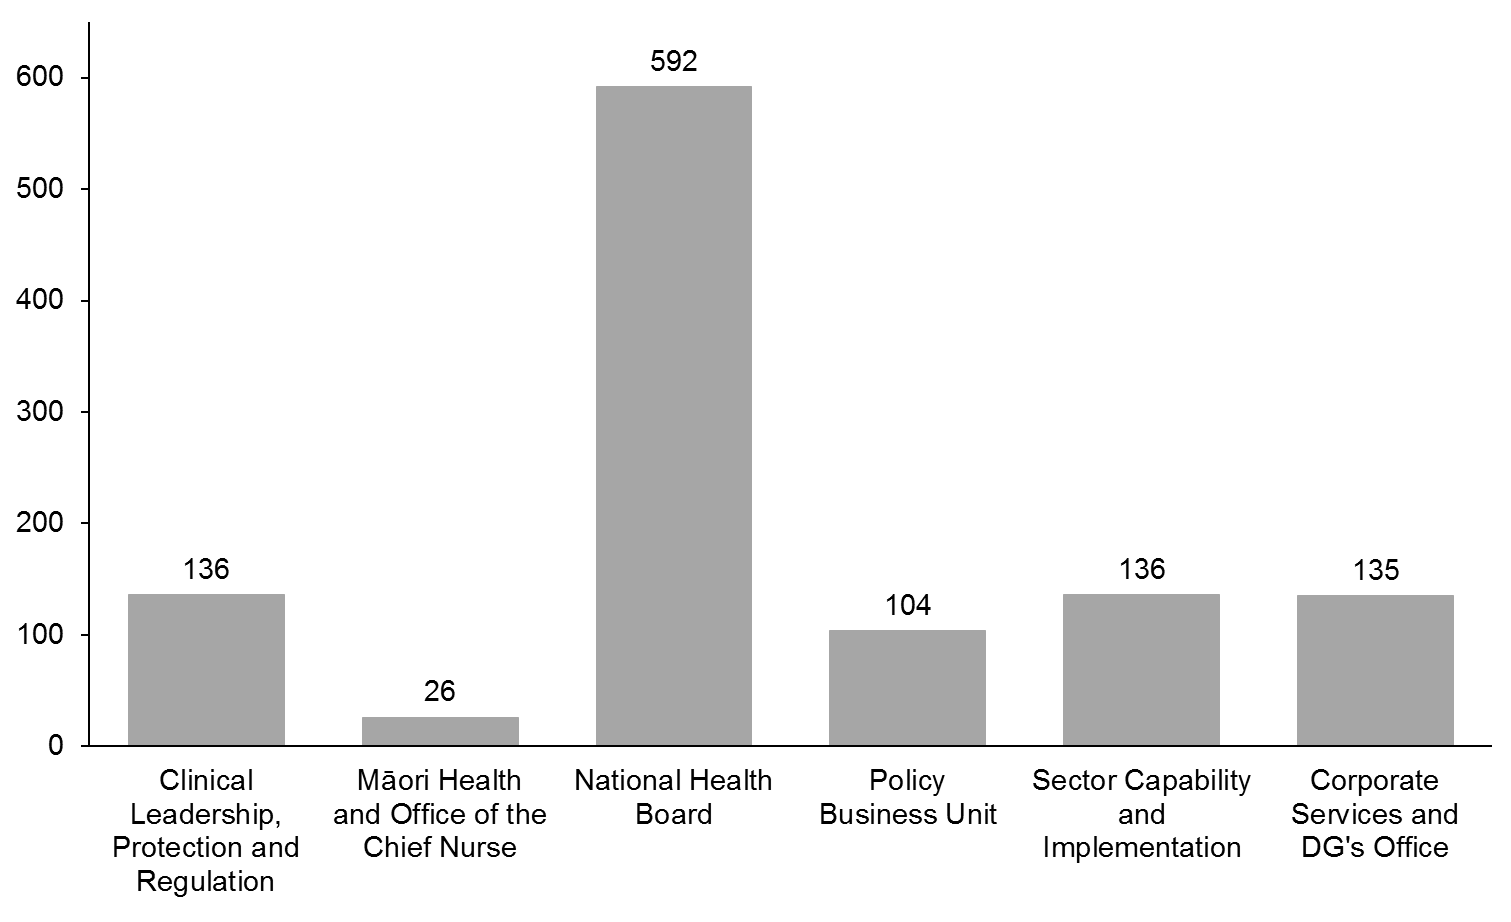 600
500
400
300
200
100
0
136
26
592
104
136
135
Clinical
Leadership,
Protection and
Regulation
Māori Health
and Office of the
Chief Nurse
National Health
Board
Policy
Business Unit
Sector Capability
and
Implementation
Corporate
Services and
DG's Office